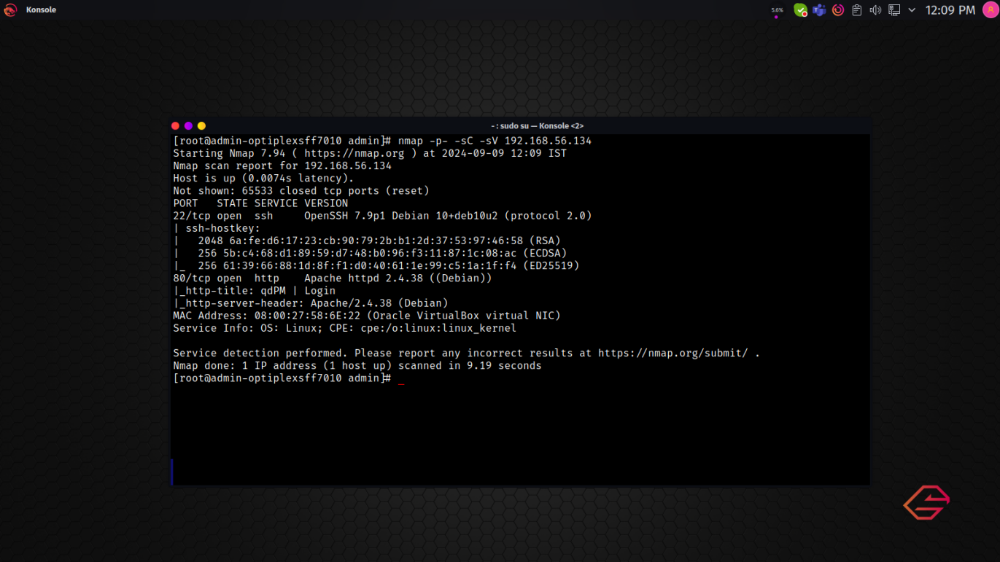 Konsole
5.6%
12:09 PM
- : sudo su — Konsole <2>
[root@admin-optiplexsff7010 admin]# nmap -p- -sC -sV 192.168.56.134
Starting Nmap 7.94 ( https://nmap.org ) at 2024-09-09 12:09 IST
Nmap scan report for 192.168.56.134
Host is up (0.0074s latency).
Not shown: 65533 closed tcp ports (reset)
PORT   STATE SERVICE VERSION
22/tcp open  ssh     OpenSSH 7.9p1 Debian 10+deb10u2 (protocol 2.0)
| ssh-hostkey:
|   2048 6a:fe:d6:17:23:cb:90:79:2b:b1:2d:37:53:97:46:58 (RSA)
|   256 5b:c4:68:d1:89:59:d7:48:b0:96:f3:11:87:1c:08:ac (ECDSA)
|_  256 61:39:66:88:1d:8f:f1:d0:40:61:1e:99:c5:1a:1f:f4 (ED25519)
80/tcp open  http    Apache httpd 2.4.38 ((Debian))
|_http-title: qdPM | Login
|_http-server-header: Apache/2.4.38 (Debian)
MAC Address: 08:00:27:58:6E:22 (Oracle VirtualBox virtual NIC)
Service Info: OS: Linux; CPE: cpe:/o:linux:linux_kernel

Service detection performed. Please report any incorrect results at https://nmap.org/submit/ .
Nmap done: 1 IP address (1 host up) scanned in 9.19 seconds
[root@admin-optiplexsff7010 admin]# _